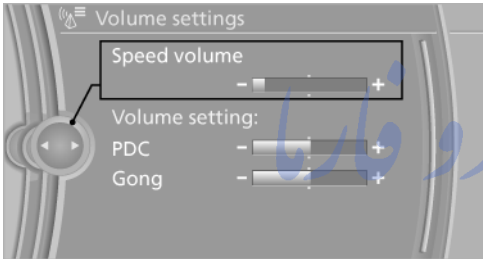 Volume settings
Speed volume
- +
Volume setting:
PDC - +
Gong - +